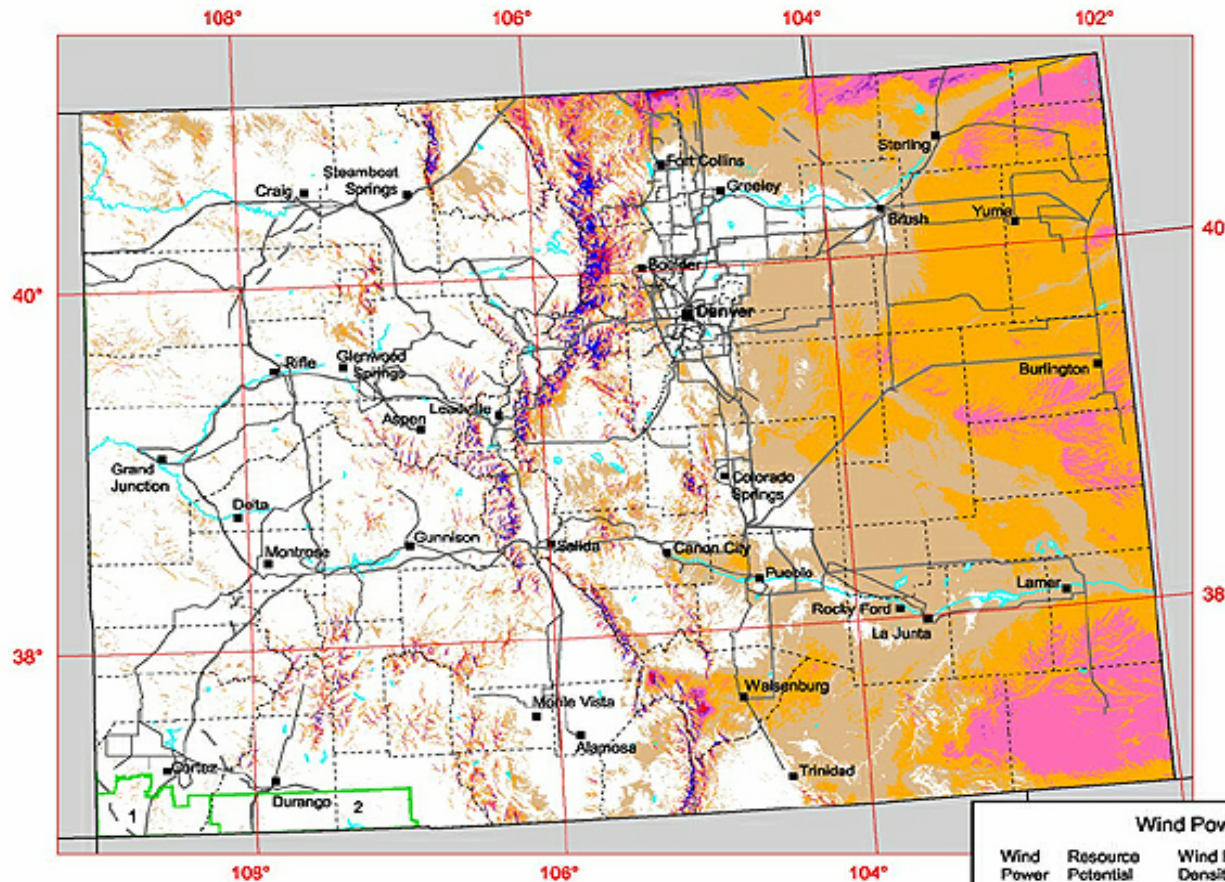 108°
106°
104°
102°
Sterling
Fort Collins
Steamboat
Springs
Craig
Greeley
Brush
Yuma
40°
Boulder
40°
Denver
Glenwood
Springs
Rifle
Burlington
Leadville
Aspen
Grand
Junction
Colorado
Springs
Delta
Gunnison
Salida
Canon City
Montrose
Pueblo
Lamar
Rocky Ford
38°
La Junta
38°
Walsenburg
Monte Vista
Alamosa
Cortez
Trinidad
Durango
1
2
Wind Pow
Wind Resource Wind
Power Potential Densit
108°
106°
104°